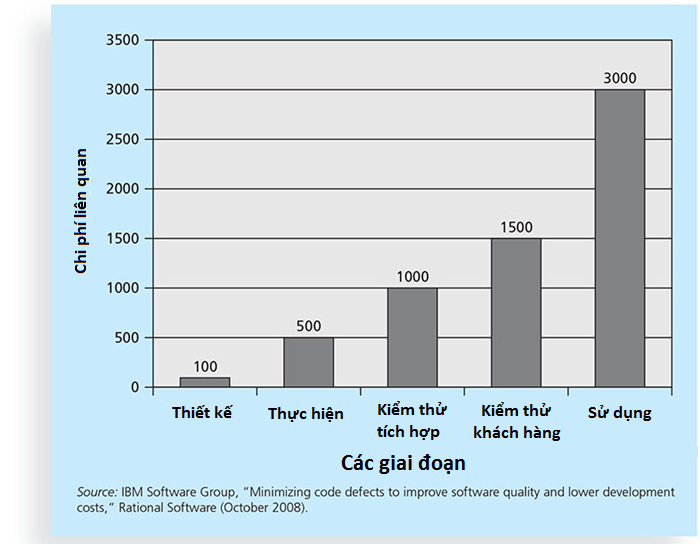 3500
3000
2500
2000
1500
1000
500
0
Chi phí liên quan
100
500
1000
1500
3000
Thiết kế
Thực hiện
Kiểm thử
tích hợp
Kiểm thử
khách hàng
Sử dụng
Các giai đoạn
Source: IBM Software Group, “Minimizing code defects to improve software quality and lower development
costs,” Rational Software (October 2008).